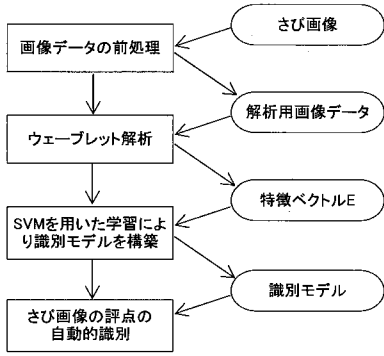 さび画像
画像データの前処理
解析用画像データ
ウェーブレット解析
特徴ベクトルE
SVMを用いた学習によ
り識別モデルを構築
識別モデル
さび画像の評点の
自動的識別